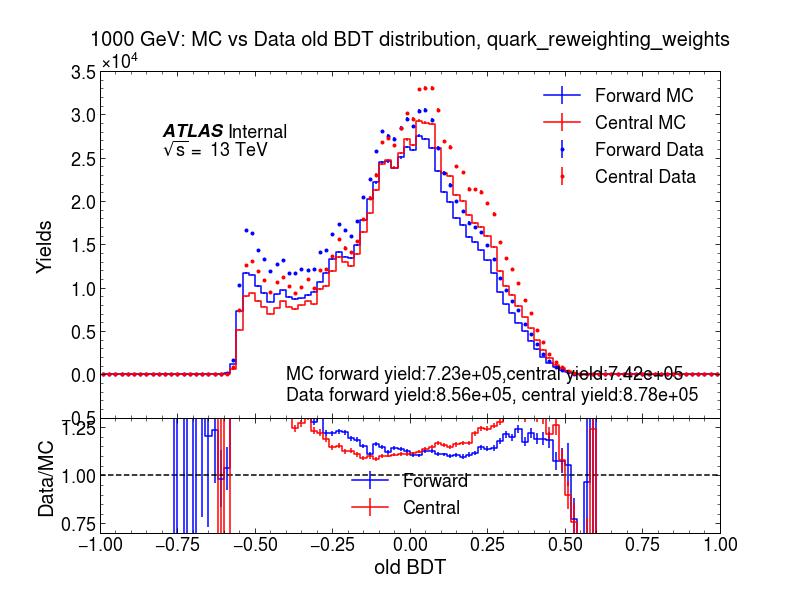 1000 GeV: MC vs Data old BDT distribution, quark_reweighting_weights
×10⁴
3.5
3.0
2.5
2.0
1.5
1.0
0.5
0.0
0.5
Yields
ATLAS Internal
√s = 13 TeV
Forward MC
Central MC
Forward Data
Central Data
MC forward yield:7.23e+05,central yield:7.42e+05
Data forward yield:8.56e+05, central yield:8.78e+05
1.25
1.00
0.75
Data/MC
Forward
Central
−1.00 −0.75 −0.50 −0.25 0.00 0.25 0.50 0.75 1.00
old BDT